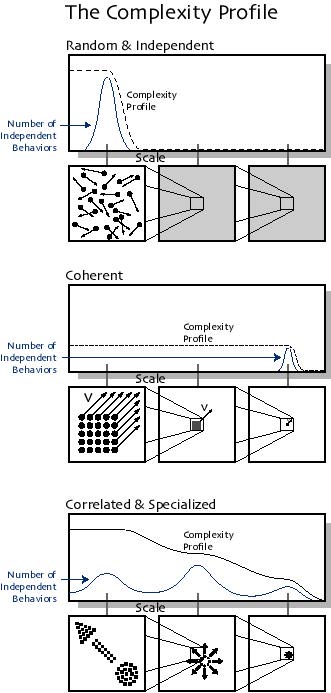 The Complexity Profile
Random & Independent
Complexity
Profile
Number of
Independent
Behaviors
Scale
Coherent
Complexity
Profile
Number of
Independent
Behaviors
Scale
V
V
Correlated & Specialized
Complexity
Profile
Number of
Independent
Behaviors
Scale